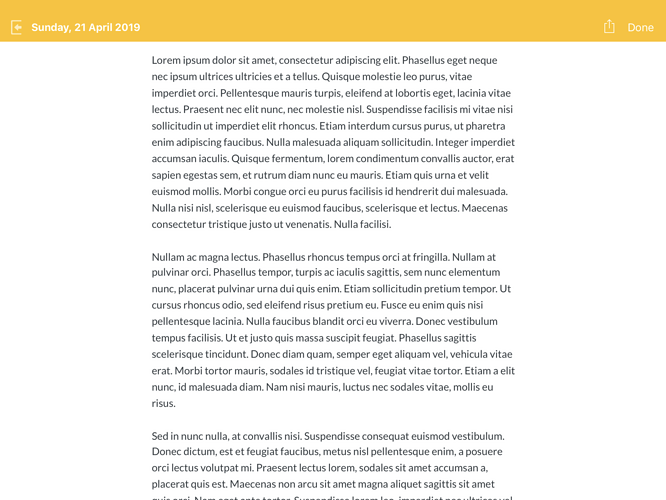 Sunday, 21 April 2019
Done
Lorem ipsum dolor sit amet, consectetur adipiscing elit. Phasellus eget neque
nec ipsum ultrices ultricies et a tellus. Quisque molestie leo purus, vitae
imperdiet orci. Pellentesque mauris turpis, eleifend at lobortis eget, lacinia vitae
lectus. Praesent nec elit nunc, nec molestie nisl. Suspendisse facilisis mi vitae nisi
sollicitudin ut imperdiet elit rhoncus. Etiam interdum cursus purus, ut pharetra
enim adipiscing faucibus. Nulla malesuada aliquam sollicitudin. Integer imperdiet
accumsan iaculis. Quisque fermentum, lorem condimentum convallis auctor, erat
sapien egestas sem, et rutrum diam nunc eu mauris. Etiam quis urna et velit
euismod mollis. Morbi congue orci eu purus facilisis id hendrerit dui malesuada.
Nulla nisi nisl, scelerisque eu euismod faucibus, scelerisque et lectus. Maecenas
consectetur tristique justo ut venenatis. Nulla facilisi.
Nullam ac magna lectus. Phasellus rhoncus tempus orci at fringilla. Nullam at
pulvinar orci. Phasellus tempor, turpis ac iaculis sagittis, sem nunc elementum
nunc, placerat pulvinar urna dui quis enim. Etiam sollicitudin pretium tempor. Ut
cursus rhoncus odio, sed eleifend risus pretium eu. Fusce eu enim quis nisi
pellentesque lacinia. Nulla faucibus blandit orci eu viverra. Donec vestibulum
tempus facilisis. Ut et justo quis massa suscipit feugiat. Phasellus sagittis
scelerisque tincidunt. Donec diam quam, semper eget aliquam vel, vehicula vitae
erat. Morbi tortor mauris, sodales id tristique vel, feugiat vitae tortor. Etiam a elit
nunc, id malesuada diam. Nam nisi mauris, luctus nec sodales vitae, mollis eu
risus.
Sed in nunc nulla, at convallis nisi. Suspendisse consequat euismod vestibulum.
Donec dictum, est et feugiat faucibus, metus nisl pellentesque enim, a posuere
orci lectus volutpat mi. Praesent lectus lorem, sodales sit amet accumsan a,
placerat quis est. Maecenas non arcu sit amet magna aliquet sagittis sit amet
quis orci. Nam eget ante tortor. Suspendisse lorem leo, imperdiet nec ultrices vel